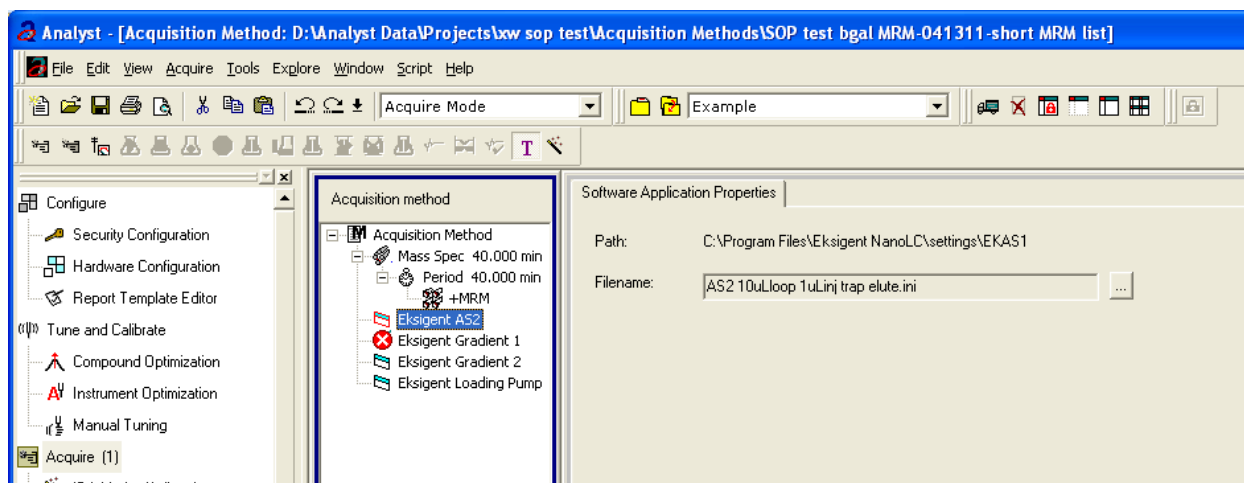 Analyst - [Acquisition Method: D:\Analyst Data\Projects\xw sop test\Acquisition Methods\SOP test bgal MRM-041311-short MRM list]
File Edit View Acquire Tools Explore Window Script Help
Acquire Mode
Example
T
Configure
Security Configuration
Hardware Configuration
Report Template Editor
Tune and Calibrate
Compound Optimization
Instrument Optimization
Manual Tuning
Acquire (1)
Acquisition method
Acquisition Method
Mass Spec 40.000 min
Period 40.000 min
+MRM
Eksigent AS2
Eksigent Gradient 1
Eksigent Gradient 2
Eksigent Loading Pump
Software Application Properties
Path: C:\Program Files\Eksigent NanoLC\settings\EKAS1
Filename: AS2 10uLloop 1uLinj trap elute.ini
...